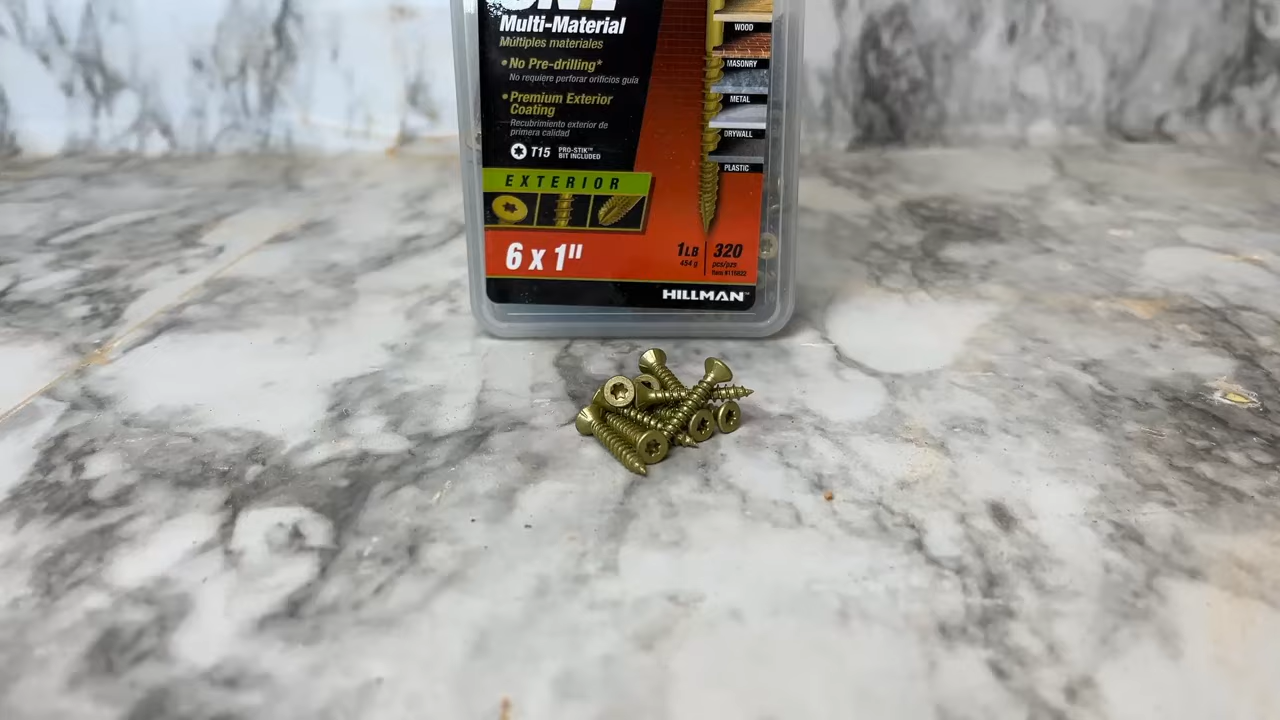 Multi-Material
Múltiples materiales
• No Pre-drilling*
No requiere perforar orificios guía
• Premium Exterior
Coating
Recubrimiento exterior de
primera calidad
T15 PRO-STIK™
BIT INCLUDED
EXTERIOR
6 x 1"
WOOD
MASONRY
METAL
DRYWALL
PLASTIC
1LB 320
454 g pcs/pzs
HILLMAN™